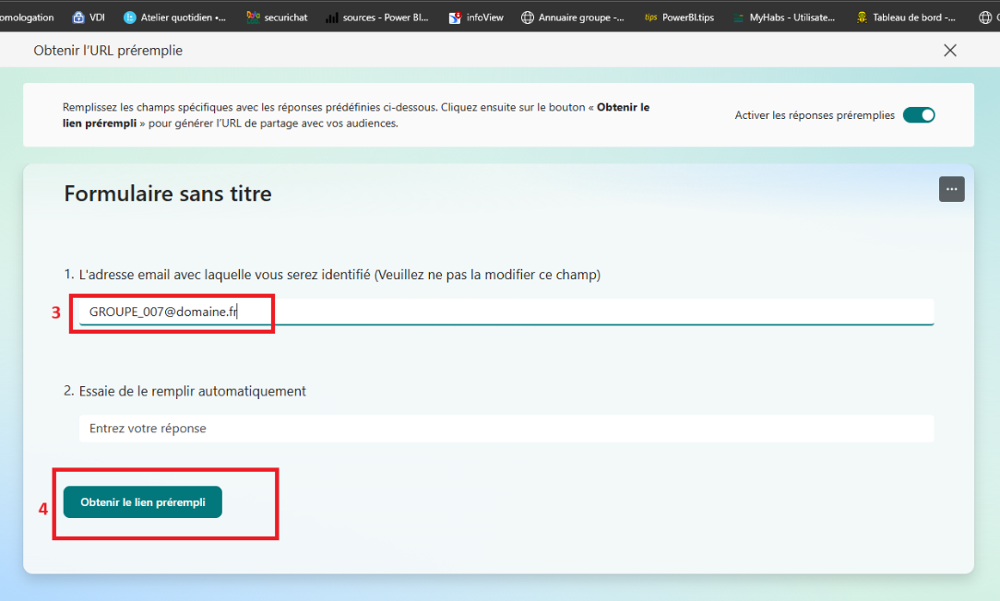 omologation VDI Atelier quotidien •... securichat sources - Power BI... infoView Annuaire groupe -... tips PowerBI.tips MyHabs - Utilisate... Tableau de bord -...
Obtenir l'URL préremplie
Remplissez les champs spécifiques avec les réponses prédéfinies ci-dessous. Cliquez ensuite sur le bouton « Obtenir le
lien prérempli » pour générer l'URL de partage avec vos audiences.
Activer les réponses préremplies
Formulaire sans titre
...
1. L'adresse email avec laquelle vous serez identifié (Veuillez ne pas la modifier ce champ)
3 GROUPE_007@domaine.fr
2. Essaie de le remplir automatiquement
Entrez votre réponse
4 Obtenir le lien prérempli